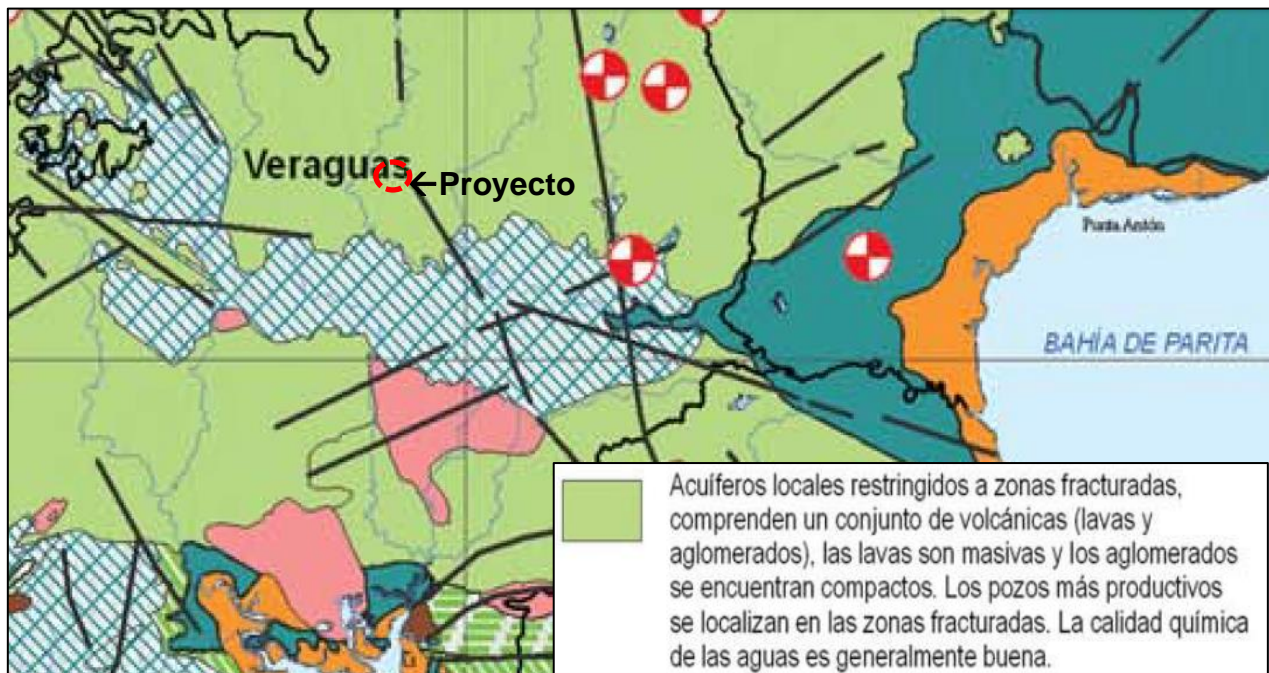 Veraguas
←Proyecto
Punta Antón
BAHÍA DE PARITA
Acuíferos locales restringidos a zonas fracturadas,
comprenden un conjunto de volcánicas (lavas y
aglomerados), las lavas son masivas y los aglomerados
se encuentran compactos. Los pozos más productivos
se localizan en las zonas fracturadas. La calidad química
de las aguas es generalmente buena.